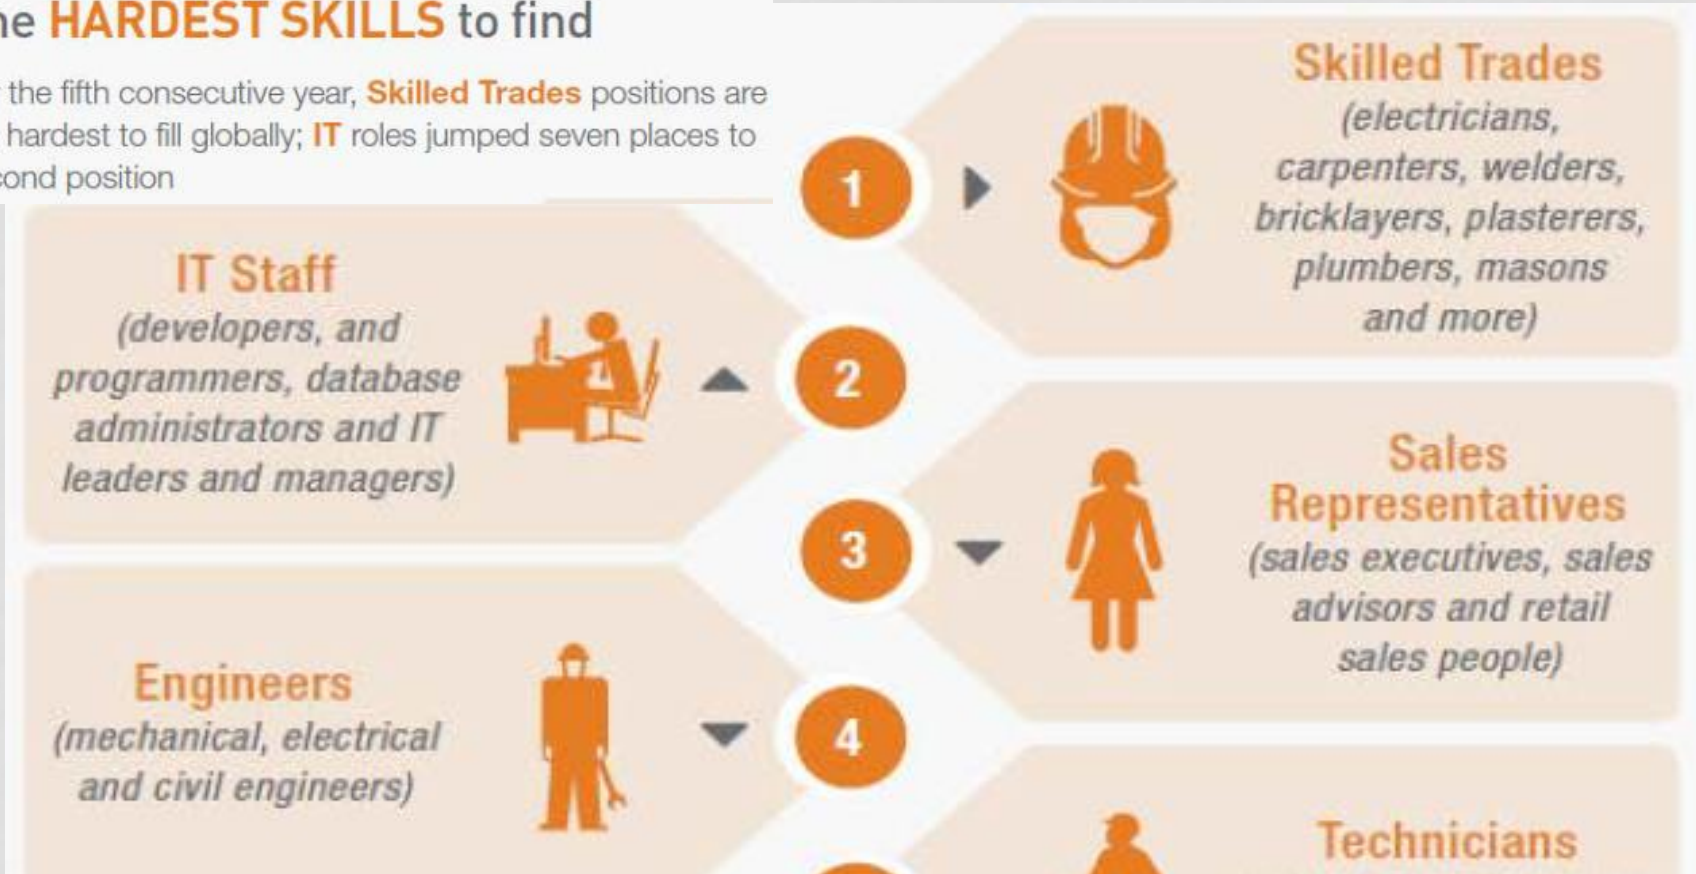 HARDEST SKILLS to find
the fifth consecutive year, Skilled Trades positions are
hardest to fill globally; IT roles jumped seven places to
position
1
Skilled Trades
(electricians,
carpenters, welders,
bricklayers, plasterers,
plumbers, masons
and more)
IT Staff
(developers, and
programmers, database
administrators and IT
leaders and managers)
2
3
Sales
Representatives
(sales executives, sales
advisors and retail
sales people)
Engineers
(mechanical, electrical
and civil engineers)
4
Technicians